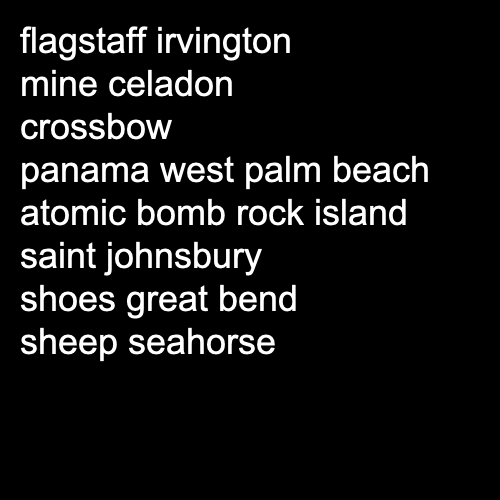 flagstaff irvington
mine celadon
crossbow
panama west palm beach
atomic bomb rock island
saint johnsbury
shoes great bend
sheep seahorse